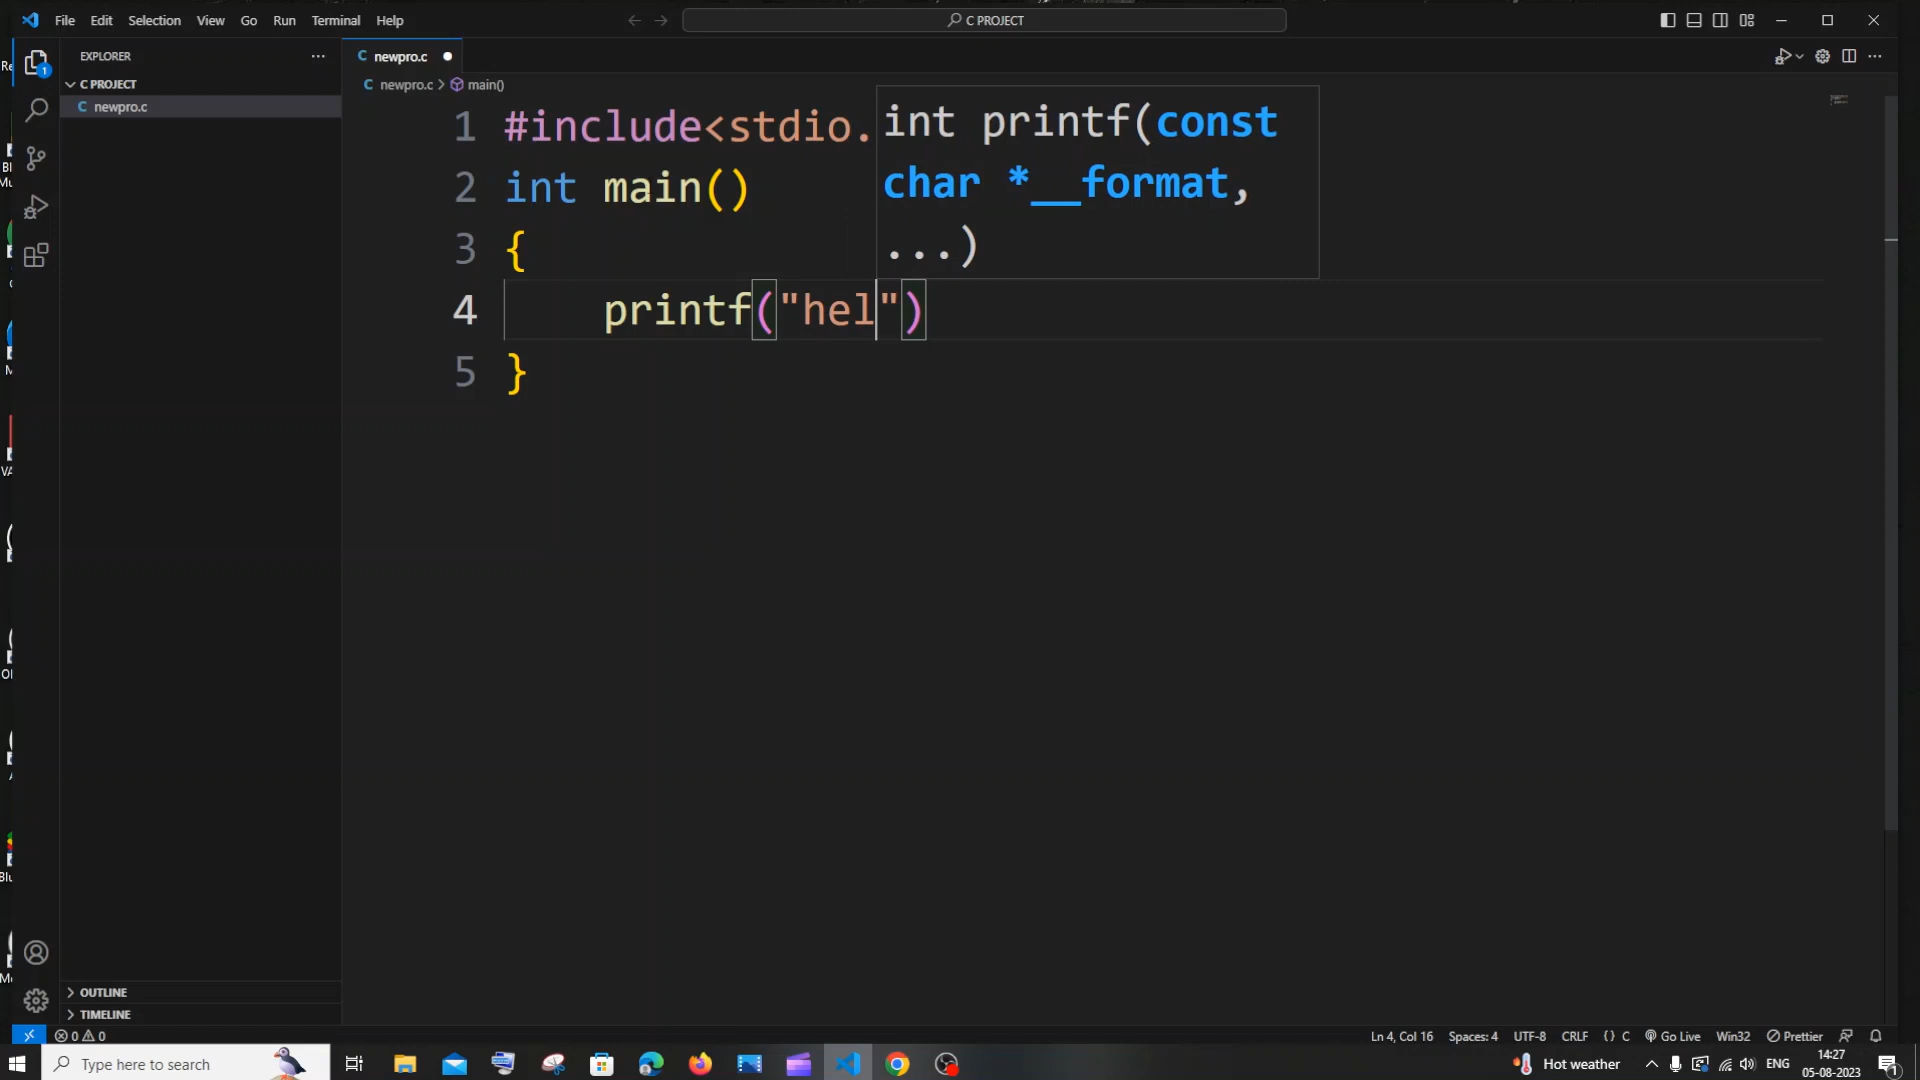 File Edit Selection View Go Run Terminal Help
C PROJECT
EXPLORER
C newpro.c
C PROJECT
C newpro.c > main()
C newpro.c
1 #include<stdio.
int printf(const
char *__format,
...)
2 int main()
3 {
4 printf("hel")
5 }
1
OUTLINE
TIMELINE
0 0
Ln 4, Col 16 Spaces: 4 UTF-8 CRLF {} C Go Live Win32 Prettier
Type here to search
Hot weather
ENG
14:27
05-08-2023
1